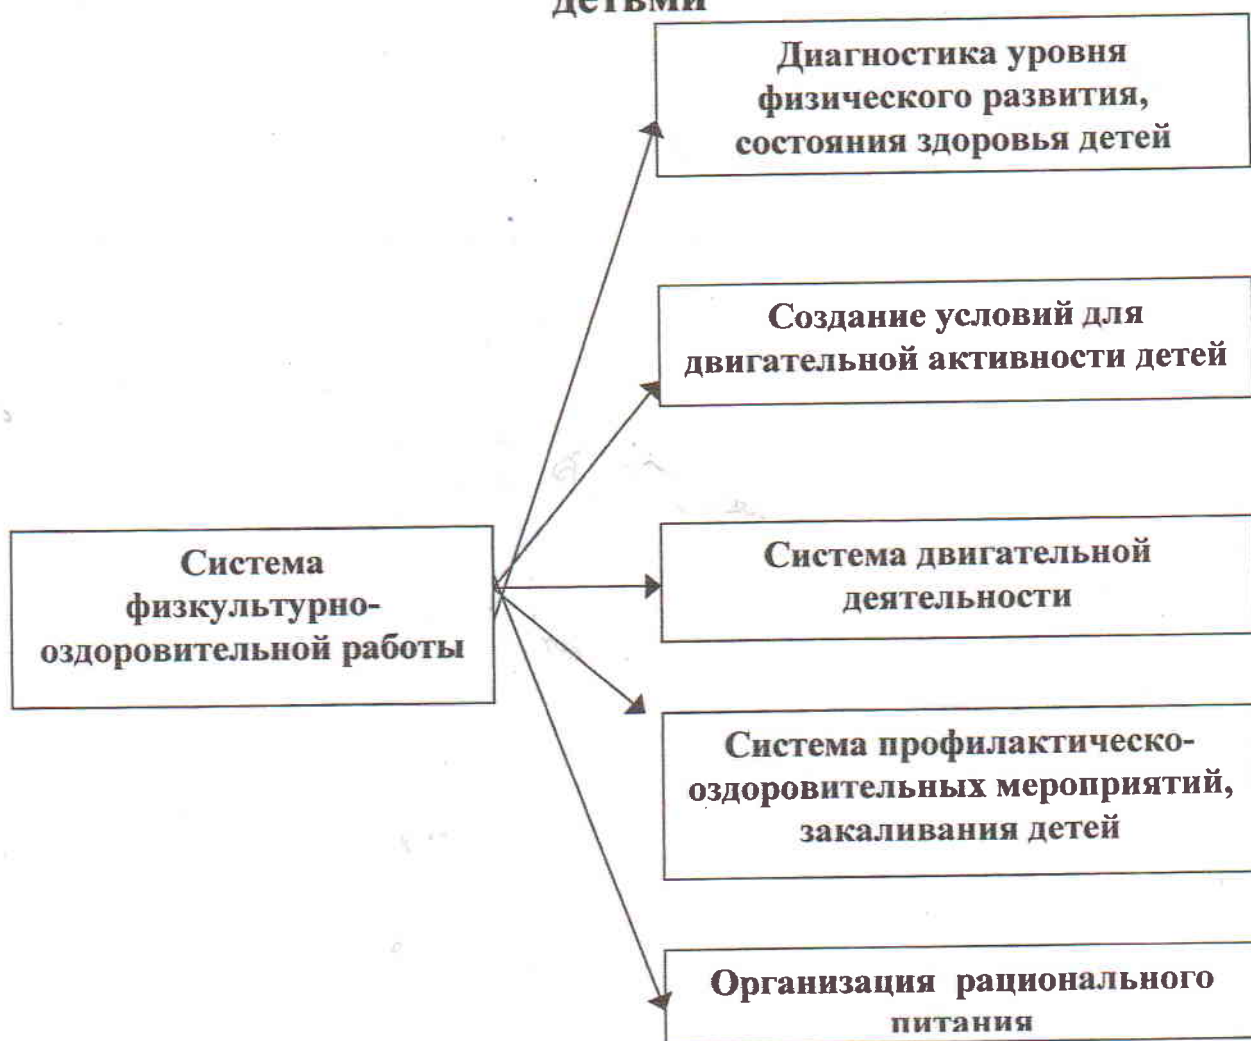 детьми
Диагностика уровня
физического развития,
состояния здоровья детей
Создание условий для
двигательной активности детей
Система
физкультурно-
оздоровительной работы
Система двигательной
деятельности
Система профилактическо-
оздоровительных мероприятий,
закаливания детей
Организация рационального
питания